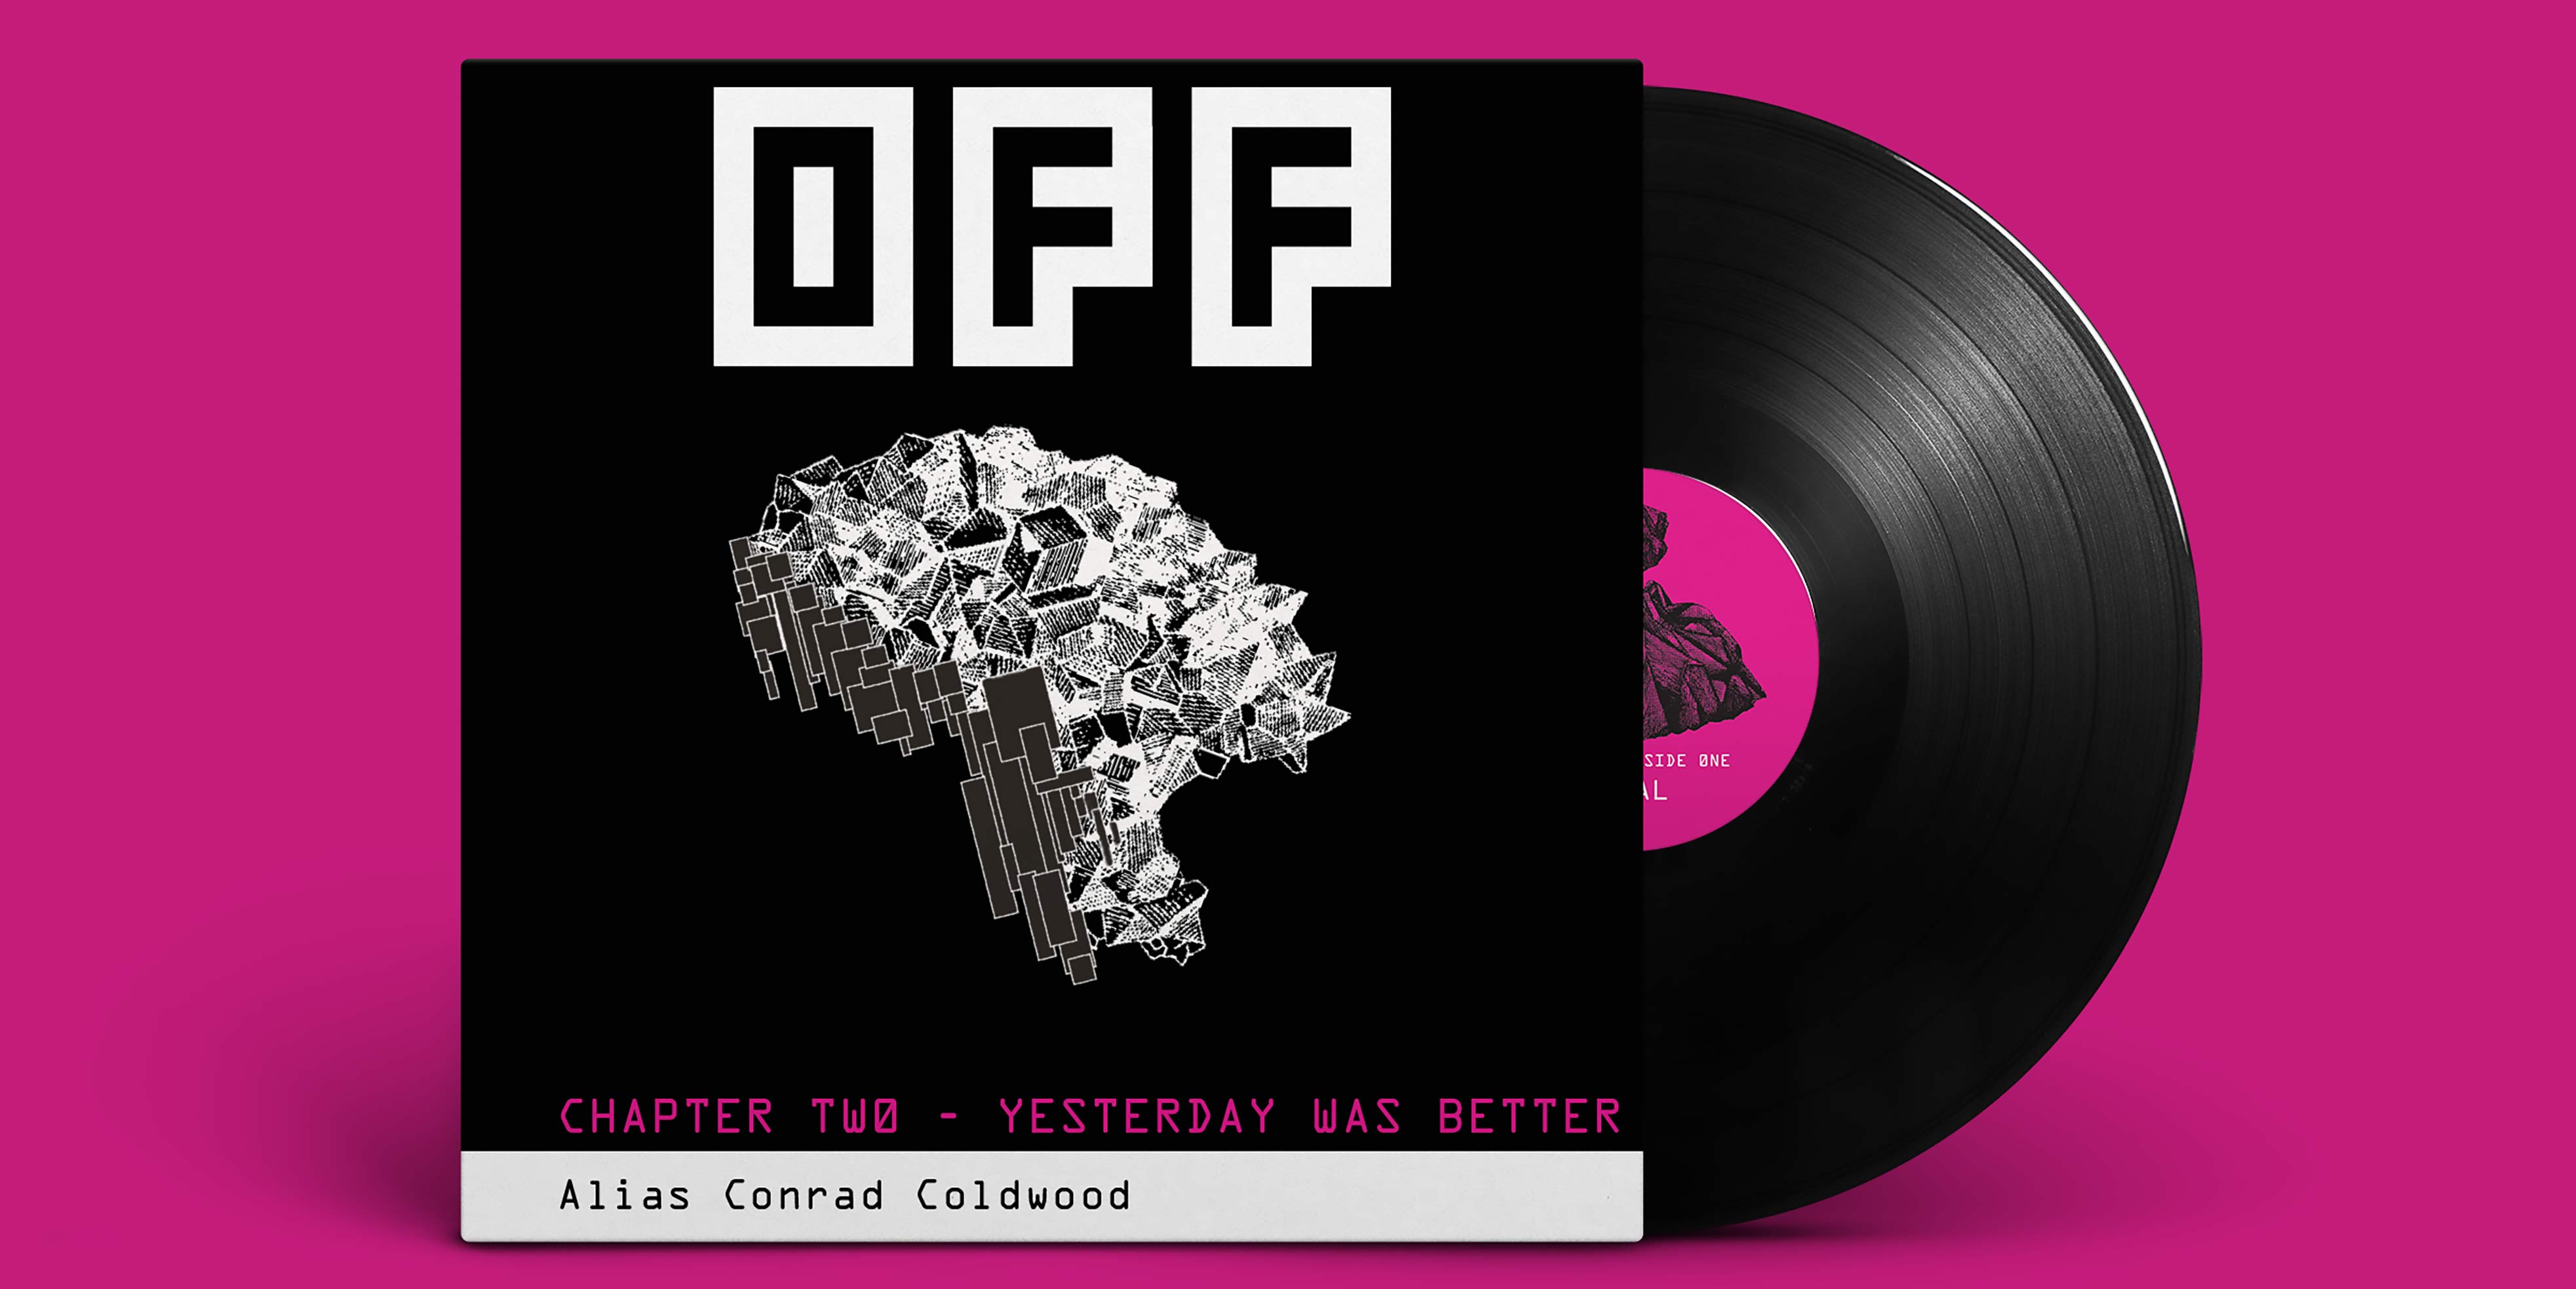 OFF
CHAPTER TWO - YESTERDAY WAS BETTER
Alias Conrad Coldwood
SIDE ONE